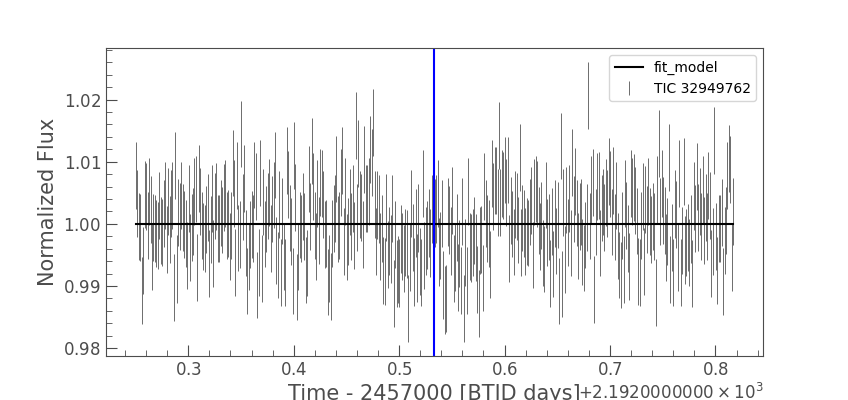 fit_model
TIC 32949762
1.02
1.01
1.00
0.99
0.98
Normalized Flux
0.3 0.4 0.5 0.6 0.7 0.8
Time - 2457000 [BTJD days]
+2.1920000000 × 10³